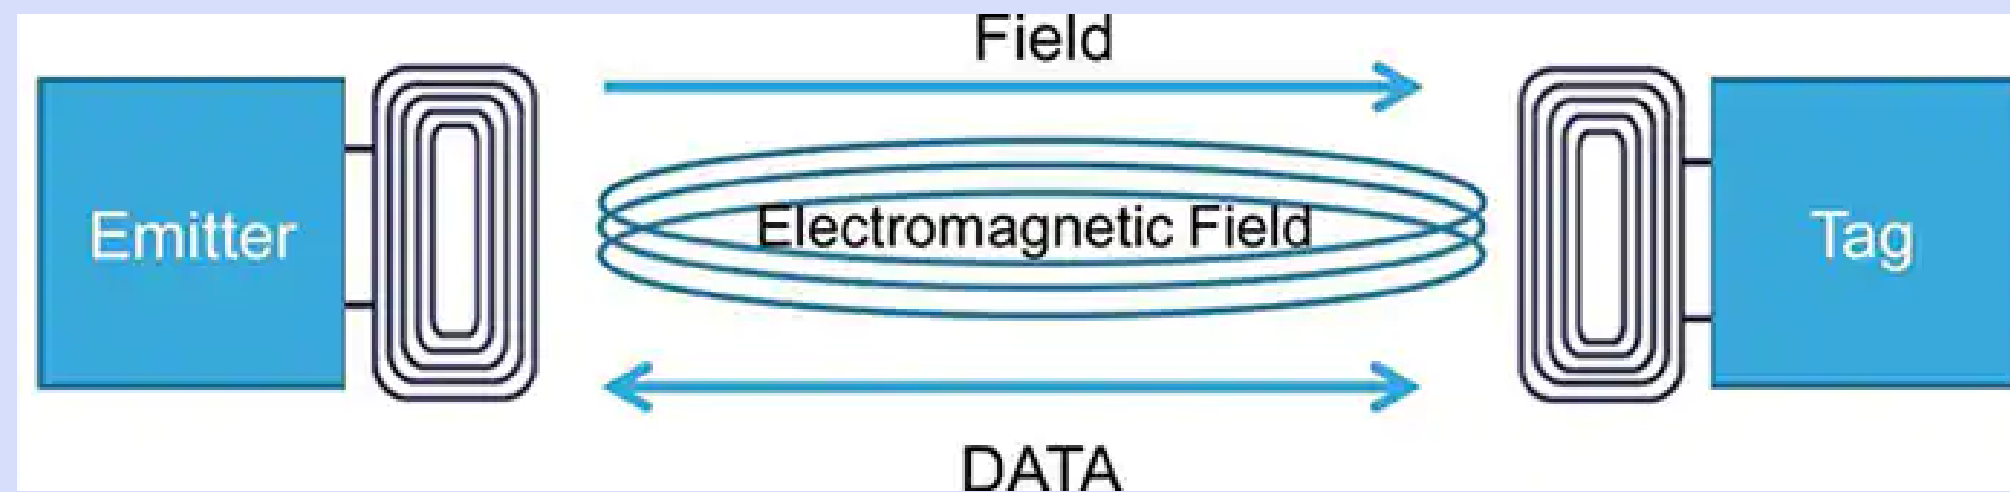 Field
Emitter
Electromagnetic Field
Tag
DATA